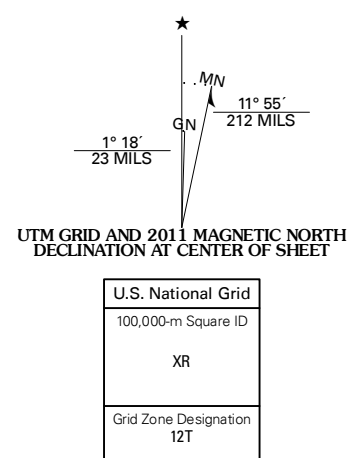 MN
11° 55´
212 MILS
GN
1° 18´
23 MILS
UTM GRID AND 2011 MAGNETIC NORTH
DECLINATION AT CENTER OF SHEET
U.S. National Grid
100,000-m Square ID
XR
Grid Zone Designation
12T